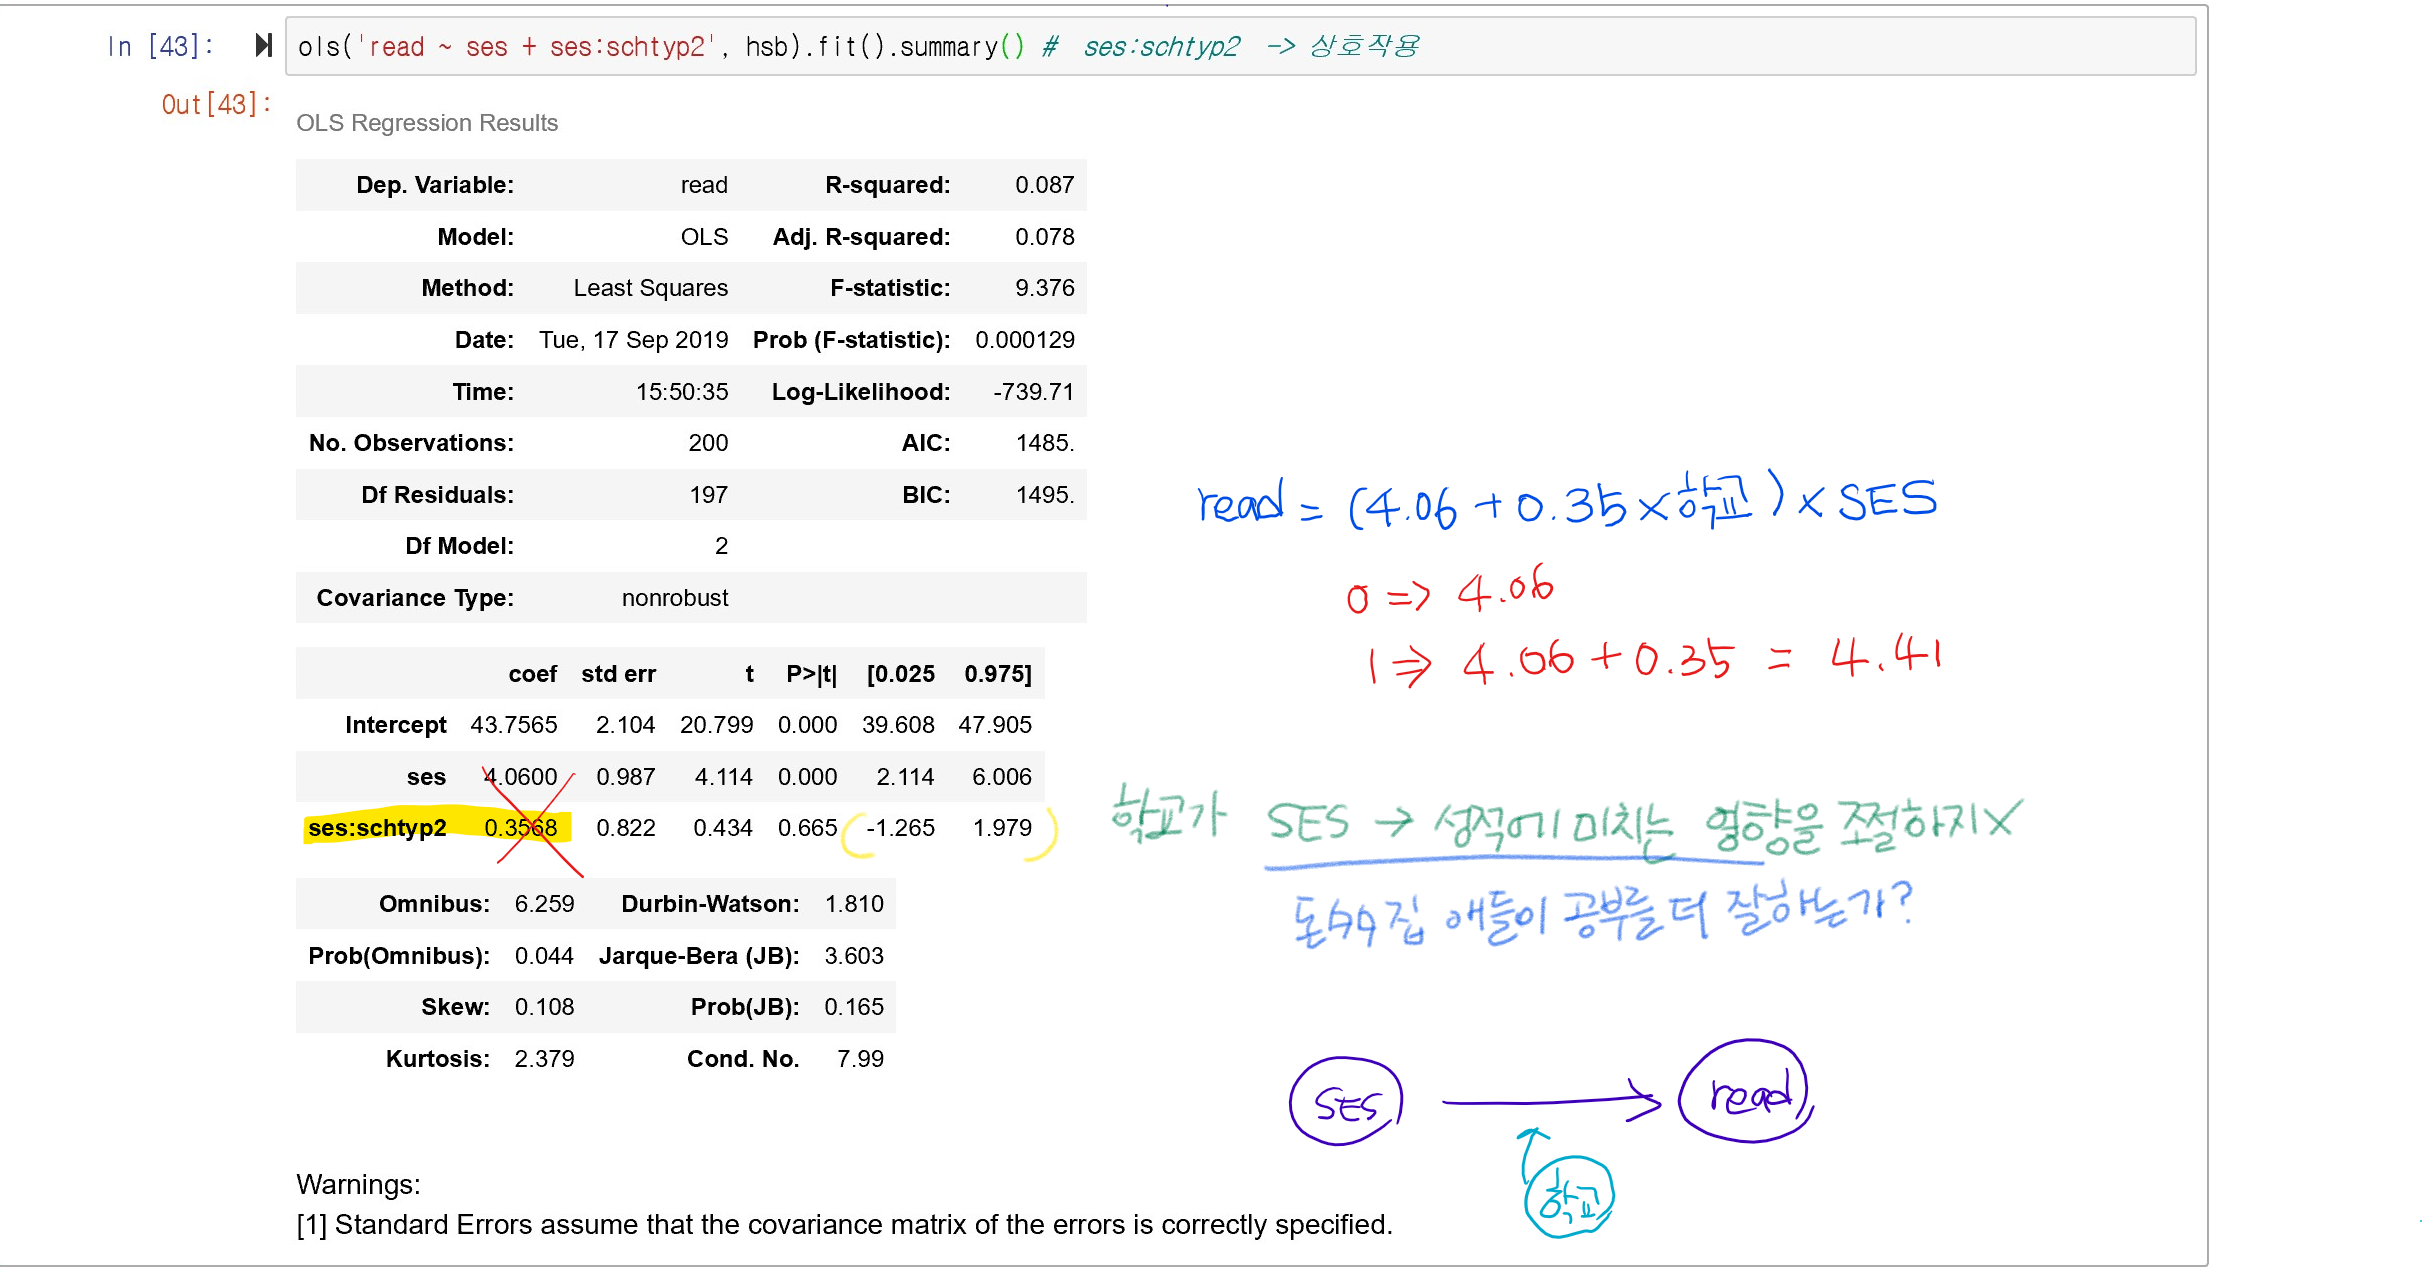 In [43]: ols('read ~ ses + ses:schtyp2', hsb).fit().summary() # ses:schtyp2 -> 상호작용
Out[43]:
OLS Regression Results
Dep. Variable: read R-squared: 0.087
Model: OLS Adj. R-squared: 0.078
Method: Least Squares F-statistic: 9.376
Date: Tue, 17 Sep 2019 Prob (F-statistic): 0.000129
Time: 15:50:35 Log-Likelihood: -739.71
No. Observations: 200 AIC: 1485.
Df Residuals: 197 BIC: 1495.
Df Model: 2
Covariance Type: nonrobust
coef std err t P>|t| [0.025 0.975]
Intercept 43.7565 2.104 20.799 0.000 39.608 47.905
ses 4.0600 0.987 4.114 0.000 2.114 6.006
ses:schtyp2 0.3568 0.822 0.434 0.665 -1.265 1.979
Omnibus: 6.259 Durbin-Watson: 1.810
Prob(Omnibus): 0.044 Jarque-Bera (JB): 3.603
Skew: 0.108 Prob(JB): 0.165
Kurtosis: 2.379 Cond. No. 7.99
Warnings:
[1] Standard Errors assume that the covariance matrix of the errors is correctly specified.
read = (4.06 + 0.35 × 학교) × SES
0 => 4.06
1 => 4.06 + 0.35 = 4.41
학교가 SES → 성적에 미치는 영향을 조절하지 X
집 애들이 공부를 더 잘하는가?
SES → read
학교